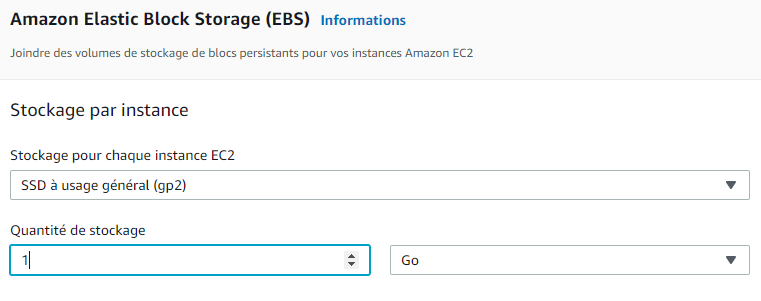 Amazon Elastic Block Storage (EBS) Informations
Joindre des volumes de stockage de blocs persistants pour vos instances Amazon EC2
Stockage par instance
Stockage pour chaque instance EC2
SSD à usage général (gp2)
Quantité de stockage
1 Go